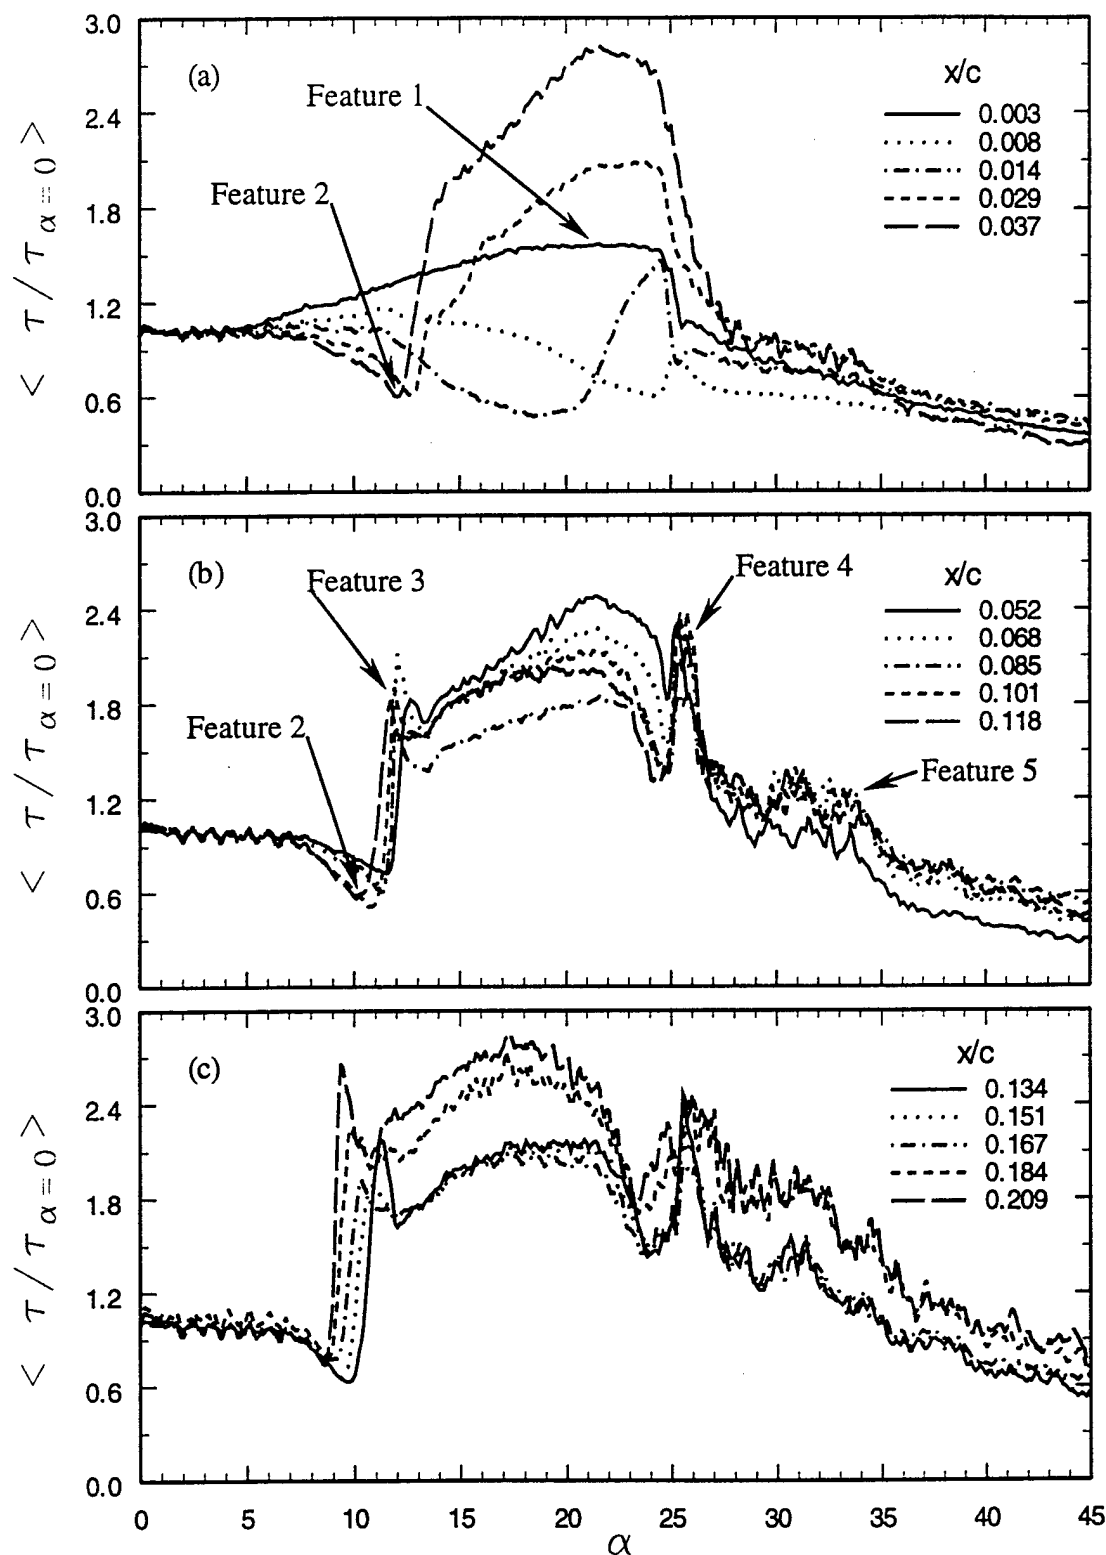 3.0
(a)
x/c
Feature 1
0.003
2.4
0.008
0.014
Feature 2
0.029
1.8
0.037
< τ / τ α = 0 >
1.2
0.6
0.0
3.0
(b)
Feature 3
Feature 4
x/c
2.4
0.052
0.068
0.085
1.8
0.101
Feature 2
0.118
< τ / τ α = 0 >
Feature 5
1.2
0.6
0.0
3.0
(c)
x/c
0.134
2.4
0.151
0.167
0.184
1.8
0.209
< τ / τ α = 0 >
1.2
0.6
0.0
0 5 10 15 20 25 30 35 40 45
α